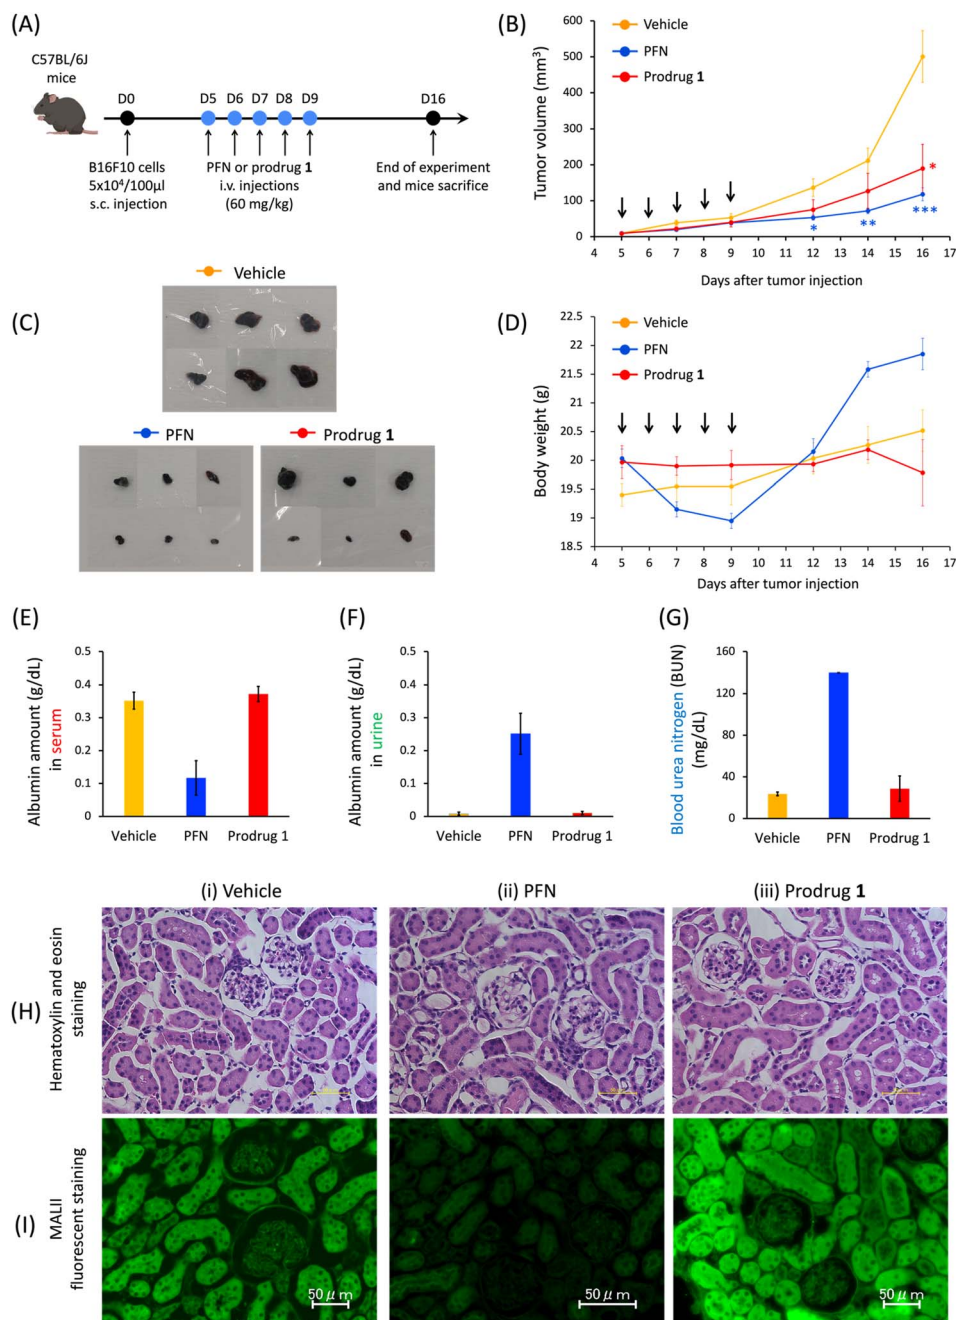 (A)
C57BL/6J
mice
D0
D5
D6
D7
D8
D9
D16
B16F10 cells
5x10⁴/100μl
s.c. injection
PFN or prodrug 1
i.v. injections
(60 mg/kg)
End of experiment
and mice sacrifice
(B)
Vehicle
PFN
Prodrug 1
Tumor volume (mm³)
600
500
400
300
200
100
0
*
**
***
*
4 5 6 7 8 9 10 11 12 13 14 15 16 17
Days after tumor injection
(C)
Vehicle
PFN
Prodrug 1
(D)
Vehicle
PFN
Prodrug 1
Body weight (g)
22.5
22
21.5
21
20.5
20
19.5
19
18.5
4 5 6 7 8 9 10 11 12 13 14 15 16 17
Days after tumor injection
(E)
Albumin amount (g/dL)
in serum
0.5
0.4
0.3
0.2
0.1
0
Vehicle PFN Prodrug 1
(F)
Albumin amount (g/dL)
in urine
0.5
0.4
0.3
0.2
0.1
0
Vehicle PFN Prodrug 1
(G)
Blood urea nitrogen (BUN)
(mg/dL)
160
120
80
40
0
Vehicle PFN Prodrug 1
(i) Vehicle
(ii) PFN
(iii) Prodrug 1
(H)
Hematoxylin and eosin
staining
(I)
MALII
fluorescent staining
50 μm
50 μm
50 μm